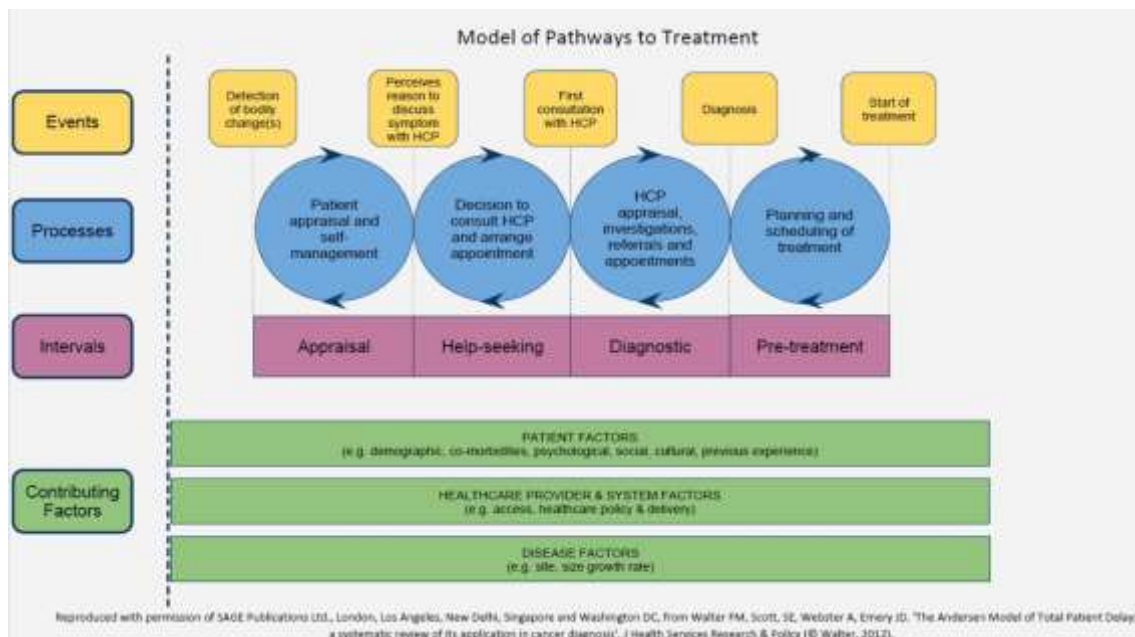 Model of Pathways to Treatment
Events
Detection
of bodily
change(s)
Perceives
reason to
discuss
symptom
with HCP
First
consultation
with HCP
Diagnosis
Start of
treatment
Processes
Patient
appraisal and
self-
management
Decision to
consult HCP
and arrange
appointment
HCP
appraisal,
investigations,
referrals and
appointments
Planning and
scheduling of
treatment
Intervals
Appraisal
Help-seeking
Diagnostic
Pre-treatment
Contributing
Factors
PATIENT FACTORS
(e.g. demographic, co-morbidities, psychological, social, cultural, previous experience)
HEALTHCARE PROVIDER & SYSTEM FACTORS
(e.g. access, healthcare policy & delivery)
DISEASE FACTORS
(e.g. site, size growth rate)
Reproduced with permission of SAGE Publications Ltd., London, Los Angeles, New Delhi, Singapore and Washington DC, from Walter FM, Scott, SE, Webster A, Emery JD. 'The Andersen Model of Total Patient Delay
a systematic review of its application in cancer diagnosis'. J Health Services Research & Policy (© Walter, 2012).